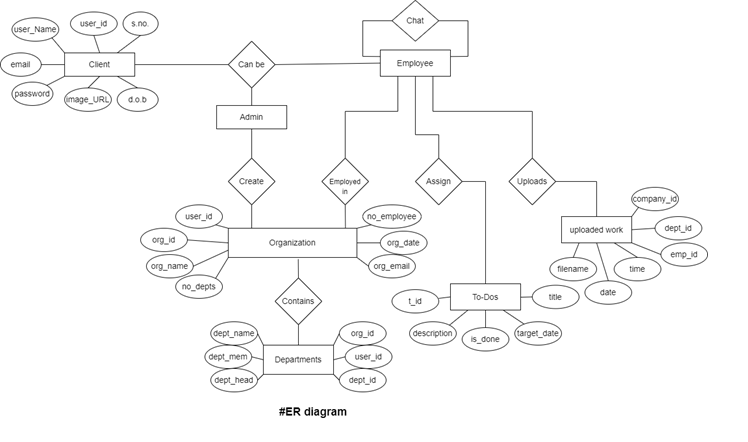 Chat
user_Name
user_id
s.no.
email
Client
Can be
Employee
password
image_URL
d.o.b
Admin
Create
Employed
in
Assign
Uploads
company_id
user_id
no_employee
dept_id
uploaded work
org_id
Organization
org_date
emp_id
org_name
org_email
filename
time
no_depts
date
Contains
t_id
To-Dos
title
dept_name
org_id
description
is_done
target_date
dept_mem
Departments
user_id
dept_head
dept_id
#ER diagram